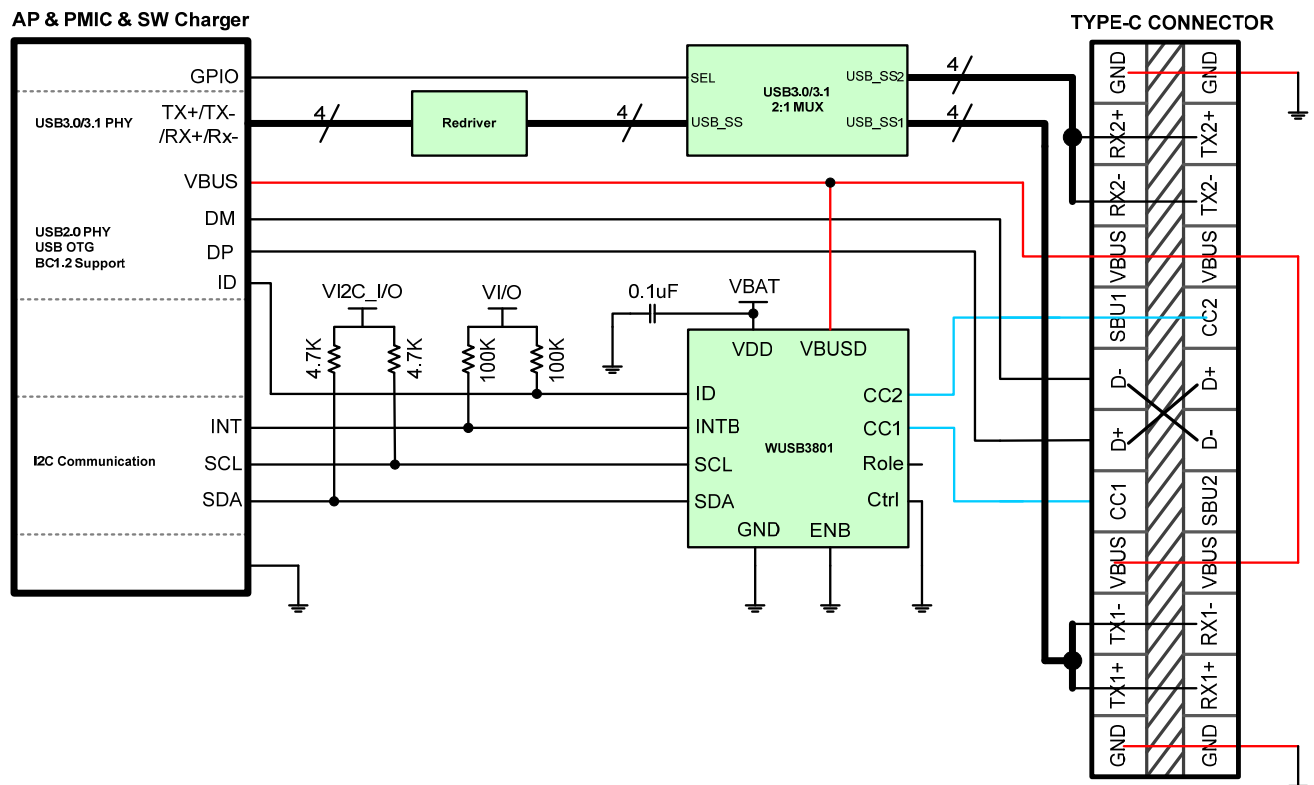 AP & PMIC & SW Charger
TYPE-C CONNECTOR
GPIO
USB3.0/3.1 PHY
TX+/TX-
/RX+/Rx-
VBUS
DM
USB2.0 PHY
USB OTG
BC1.2 Support
DP
ID
INT
I2C Communication
SCL
SDA
4
Redriver
4
SEL
USB_SS
USB3.0/3.1
2:1 MUX
USB_SS2
USB_SS1
4
4
VI2C_I/O
4.7K
4.7K
VI/O
100K
100K
0.1uF
VBAT
VDD
VBUSD
ID
INTB
SCL
SDA
WUSB3801
CC2
CC1
Role
Ctrl
GND
ENB
GND
GND
RX2+
TX2+
RX2-
TX2-
VBUS
VBUS
SBU1
CC2
D-
D+
D+
D-
CC1
SBU2
VBUS
VBUS
TX1-
RX1-
TX1+
RX1+
GND
GND